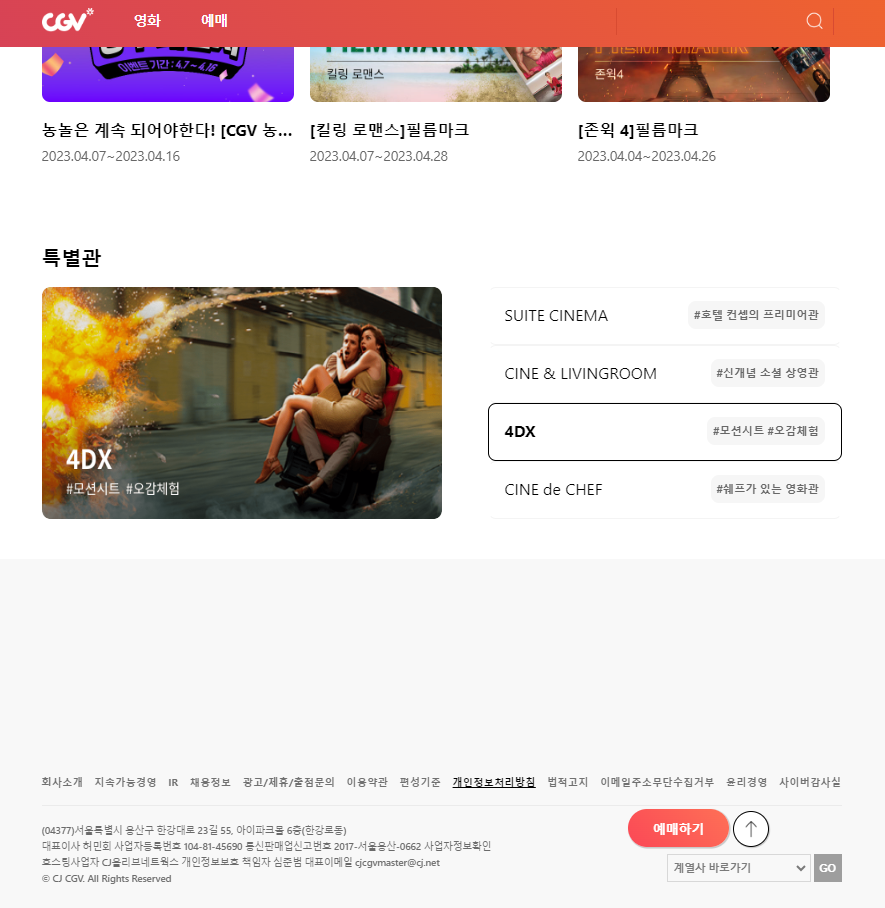 CGV 영화 예매
이벤트 기간 : 4.7 ~ 4.16
FILM MARK
킬링 로맨스
존윅4
농놀은 계속 되어야한다! [CGV 농...
[킬링 로맨스]필름마크
[존윅 4]필름마크
2023.04.07~2023.04.16
2023.04.07~2023.04.28
2023.04.04~2023.04.26
특별관
4DX
#모션시트 #오감체험
SUITE CINEMA #호텔 컨셉의 프리미어관
CINE & LIVINGROOM #신개념 소셜 상영관
4DX #모션시트 #오감체험
CINE de CHEF #쉐프가 있는 영화관
회사소개 지속가능경영 IR 채용정보 광고/제휴/출점문의 이용약관 편성기준 개인정보처리방침 법적고지 이메일주소무단수집거부 윤리경영 사이버감사실
(04377)서울특별시 용산구 한강대로 23길 55, 아이파크몰 6층(한강로동)
대표이사 허민회 사업자등록번호 104-81-45690 통신판매업신고번호 2017-서울용산-0662 사업자정보확인
호스팅사업자 CJ올리브네트웍스 개인정보보호 책임자 심준범 대표이메일 cjcgvmaster@cj.net
© CJ CGV. All Rights Reserved
예매하기
계열사 바로가기 GO